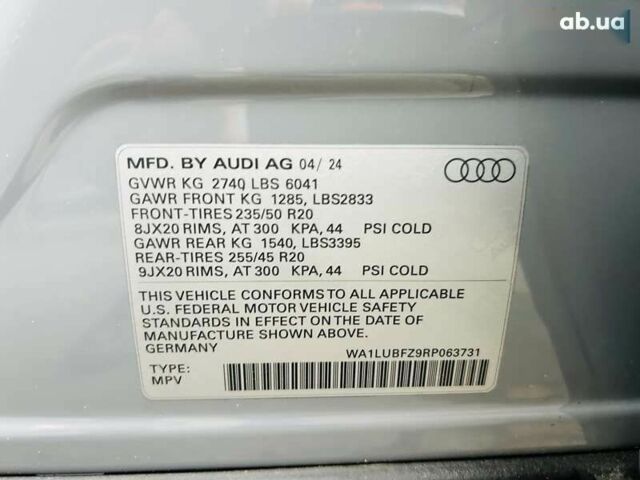 ab.ua
MFD. BY AUDI AG 04/ 24
GVWR KG 2740 LBS 6041
GAWR FRONT KG 1285, LBS2833
FRONT-TIRES 235/50 R20
8JX20 RIMS, AT 300 KPA, 44 PSI COLD
GAWR REAR KG 1540, LBS3395
REAR-TIRES 255/45 R20
9JX20 RIMS, AT 300 KPA, 44 PSI COLD
THIS VEHICLE CONFORMS TO ALL APPLICABLE
U.S. FEDERAL MOTOR VEHICLE SAFETY
STANDARDS IN EFFECT ON THE DATE OF
MANUFACTURE SHOWN ABOVE.
GERMANY WA1LUBFZ9RP063731
TYPE:
MPV